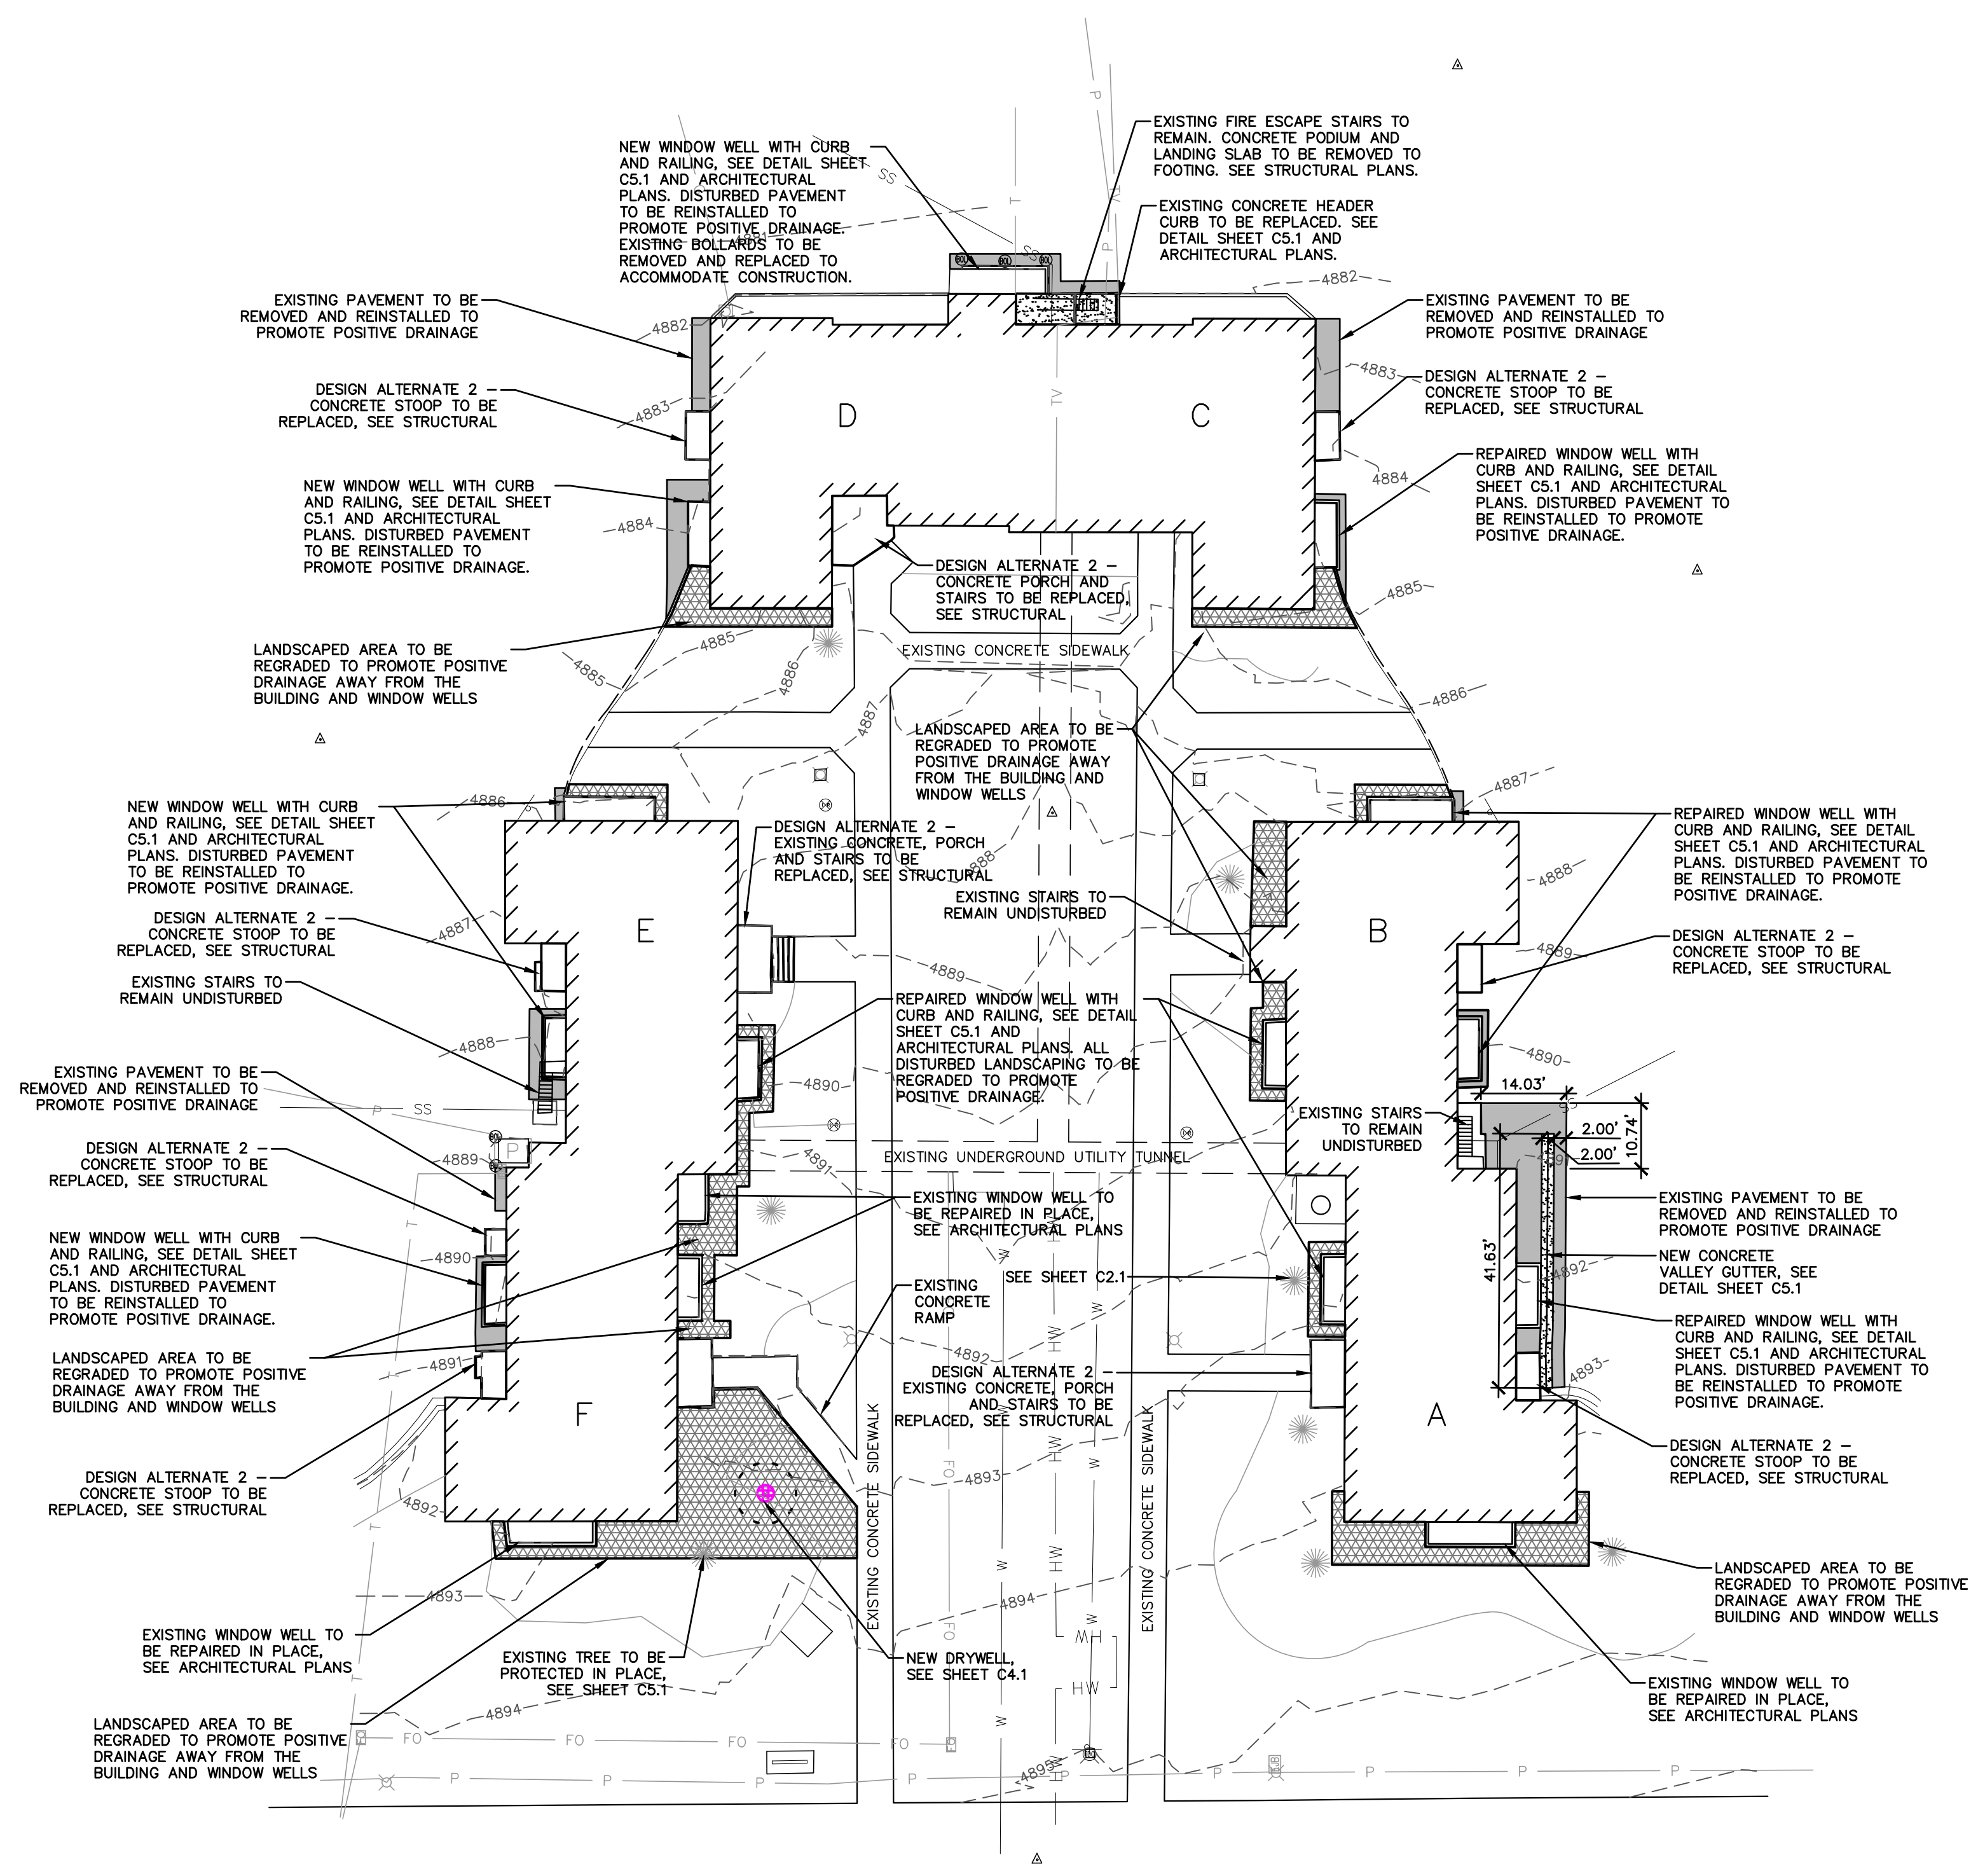 NEW WINDOW WELL WITH CURB
AND RAILING, SEE DETAIL SHEET
C5.1 AND ARCHITECTURAL
PLANS. DISTURBED PAVEMENT
TO BE REINSTALLED TO
PROMOTE POSITIVE DRAINAGE.
EXISTING BOLLARDS TO BE
REMOVED AND REPLACED TO
ACCOMMODATE CONSTRUCTION.
EXISTING FIRE ESCAPE STAIRS TO
REMAIN. CONCRETE PODIUM AND
LANDING SLAB TO BE REMOVED TO
FOOTING. SEE STRUCTURAL PLANS.
EXISTING CONCRETE HEADER
CURB TO BE REPLACED. SEE
DETAIL SHEET C5.1 AND
ARCHITECTURAL PLANS.
P
SS
T
TV
4881
SS
P
BOL
BOL
BOL
4882
EXISTING PAVEMENT TO BE
REMOVED AND REINSTALLED TO
PROMOTE POSITIVE DRAINAGE
4882
EXISTING PAVEMENT TO BE
REMOVED AND REINSTALLED TO
PROMOTE POSITIVE DRAINAGE
DESIGN ALTERNATE 2 –
CONCRETE STOOP TO BE
REPLACED, SEE STRUCTURAL
4883
D
TV
C
4883
DESIGN ALTERNATE 2 –
CONCRETE STOOP TO BE
REPLACED, SEE STRUCTURAL
NEW WINDOW WELL WITH CURB
AND RAILING, SEE DETAIL SHEET
C5.1 AND ARCHITECTURAL
PLANS. DISTURBED PAVEMENT
TO BE REINSTALLED TO
PROMOTE POSITIVE DRAINAGE.
4884
4884
REPAIRED WINDOW WELL WITH
CURB AND RAILING, SEE DETAIL
SHEET C5.1 AND ARCHITECTURAL
PLANS. DISTURBED PAVEMENT TO
BE REINSTALLED TO PROMOTE
POSITIVE DRAINAGE.
DESIGN ALTERNATE 2 –
CONCRETE PORCH AND
STAIRS TO BE REPLACED,
SEE STRUCTURAL
4885
LANDSCAPED AREA TO BE
REGRADED TO PROMOTE POSITIVE
DRAINAGE AWAY FROM THE
BUILDING AND WINDOW WELLS
4885
4885
4886
EXISTING CONCRETE SIDEWALK
4886
4887
LANDSCAPED AREA TO BE
REGRADED TO PROMOTE
POSITIVE DRAINAGE AWAY
FROM THE BUILDING AND
WINDOW WELLS
4887
NEW WINDOW WELL WITH CURB
AND RAILING, SEE DETAIL SHEET
C5.1 AND ARCHITECTURAL
PLANS. DISTURBED PAVEMENT
TO BE REINSTALLED TO
PROMOTE POSITIVE DRAINAGE.
4886
DESIGN ALTERNATE 2 –
EXISTING CONCRETE, PORCH
AND STAIRS TO BE
REPLACED, SEE STRUCTURAL
4888
REPAIRED WINDOW WELL WITH
CURB AND RAILING, SEE DETAIL
SHEET C5.1 AND ARCHITECTURAL
PLANS. DISTURBED PAVEMENT TO
BE REINSTALLED TO PROMOTE
POSITIVE DRAINAGE.
4888
EXISTING STAIRS TO
REMAIN UNDISTURBED
DESIGN ALTERNATE 2 –
CONCRETE STOOP TO BE
REPLACED, SEE STRUCTURAL
4887
E
B
4889
DESIGN ALTERNATE 2 –
CONCRETE STOOP TO BE
REPLACED, SEE STRUCTURAL
EXISTING STAIRS TO
REMAIN UNDISTURBED
4889
REPAIRED WINDOW WELL WITH
CURB AND RAILING, SEE DETAIL
SHEET C5.1 AND
ARCHITECTURAL PLANS. ALL
DISTURBED LANDSCAPING TO BE
REGRADED TO PROMOTE
POSITIVE DRAINAGE.
4888
4890
4890
EXISTING PAVEMENT TO BE
REMOVED AND REINSTALLED TO
PROMOTE POSITIVE DRAINAGE
P
SS
14.03'
SS
EXISTING STAIRS
TO REMAIN
UNDISTURBED
2.00'
2.00'
10.74'
DESIGN ALTERNATE 2 –
CONCRETE STOOP TO BE
REPLACED, SEE STRUCTURAL
P
4889
4891
EXISTING UNDERGROUND UTILITY TUNNEL
4891
EXISTING WINDOW WELL TO
BE REPAIRED IN PLACE,
SEE ARCHITECTURAL PLANS
EXISTING PAVEMENT TO BE
REMOVED AND REINSTALLED TO
PROMOTE POSITIVE DRAINAGE
T
NEW WINDOW WELL WITH CURB
AND RAILING, SEE DETAIL SHEET
C5.1 AND ARCHITECTURAL
PLANS. DISTURBED PAVEMENT
TO BE REINSTALLED TO
PROMOTE POSITIVE DRAINAGE.
4890
W
HW
W
SEE SHEET C2.1
41.63'
4892
NEW CONCRETE
VALLEY GUTTER, SEE
DETAIL SHEET C5.1
EXISTING
CONCRETE
RAMP
REPAIRED WINDOW WELL WITH
CURB AND RAILING, SEE DETAIL
SHEET C5.1 AND ARCHITECTURAL
PLANS. DISTURBED PAVEMENT TO
BE REINSTALLED TO PROMOTE
POSITIVE DRAINAGE.
LANDSCAPED AREA TO BE
REGRADED TO PROMOTE POSITIVE
DRAINAGE AWAY FROM THE
BUILDING AND WINDOW WELLS
4891
4892
4893
DESIGN ALTERNATE 2 –
EXISTING CONCRETE, PORCH
AND STAIRS TO BE
REPLACED, SEE STRUCTURAL
F
A
EXISTING CONCRETE SIDEWALK
EXISTING CONCRETE SIDEWALK
DESIGN ALTERNATE 2 –
CONCRETE STOOP TO BE
REPLACED, SEE STRUCTURAL
FO
4893
HW
W
DESIGN ALTERNATE 2 –
CONCRETE STOOP TO BE
REPLACED, SEE STRUCTURAL
4892
T
W
HW
LANDSCAPED AREA TO BE
REGRADED TO PROMOTE POSITIVE
DRAINAGE AWAY FROM THE
BUILDING AND WINDOW WELLS
4893
4894
EXISTING WINDOW WELL TO
BE REPAIRED IN PLACE,
SEE ARCHITECTURAL PLANS
FO
W
HW
EXISTING TREE TO BE
PROTECTED IN PLACE,
SEE SHEET C5.1
NEW DRYWELL,
SEE SHEET C4.1
HW
EXISTING WINDOW WELL TO
BE REPAIRED IN PLACE,
SEE ARCHITECTURAL PLANS
T
4894
W
LANDSCAPED AREA TO BE
REGRADED TO PROMOTE POSITIVE
DRAINAGE AWAY FROM THE
BUILDING AND WINDOW WELLS
FO
FO
FO
FO
FO
HW
4895
P
P
P
P
P
P
P
P
P